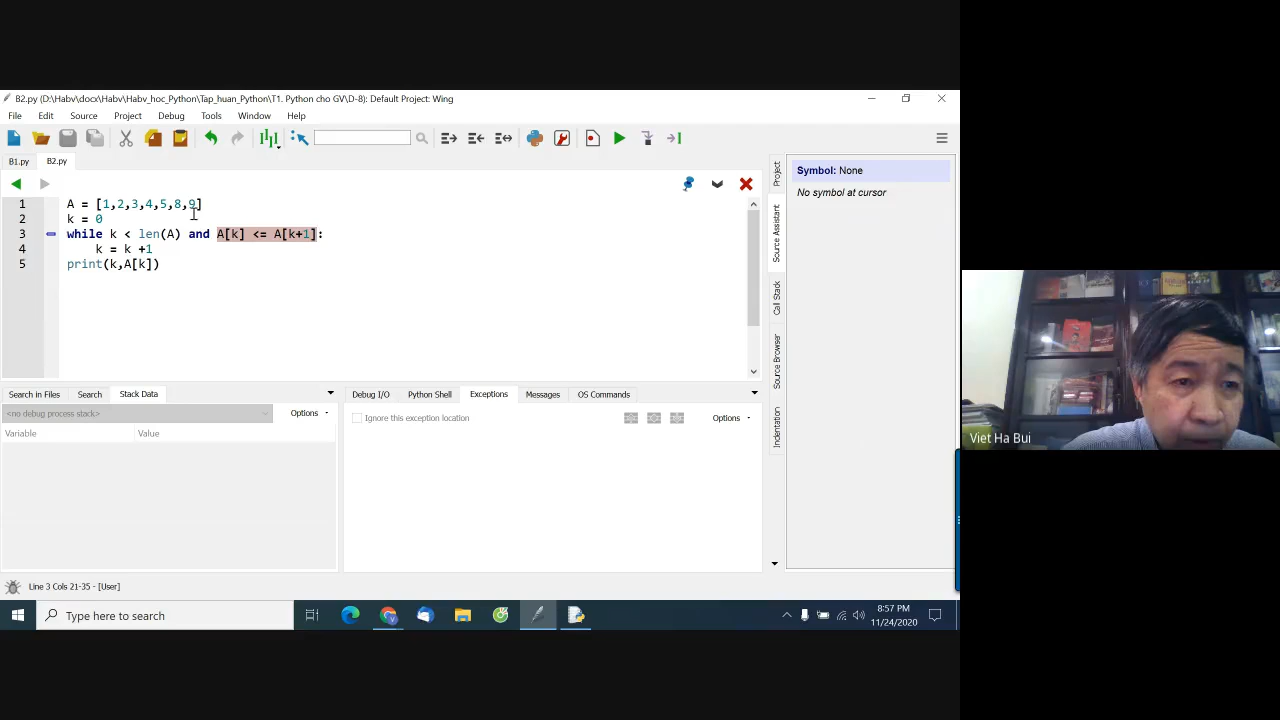 B2.py (D:\Habv\docx\Habv\Habv_hoc_Python\Tap_huan_Python\T1. Python cho GV\D-8): Default Project: Wing
File Edit Source Project Debug Tools Window Help
B1.py B2.py
1 A = [1,2,3,4,5,8,9]
2 k = 0
3 while k < len(A) and A[k] <= A[k+1]:
4 k = k +1
5 print(k,A[k])
Project
Source Assistant
Call Stack
Source Browser
Indentation
Symbol: None
No symbol at cursor
Viet Ha Bui
Search in Files Search Stack Data
<no debug process stack> Options
Variable Value
Debug I/O Python Shell Exceptions Messages OS Commands
Ignore this exception location Options
Line 3 Cols 21-35 - [User]
Type here to search
8:57 PM
11/24/2020